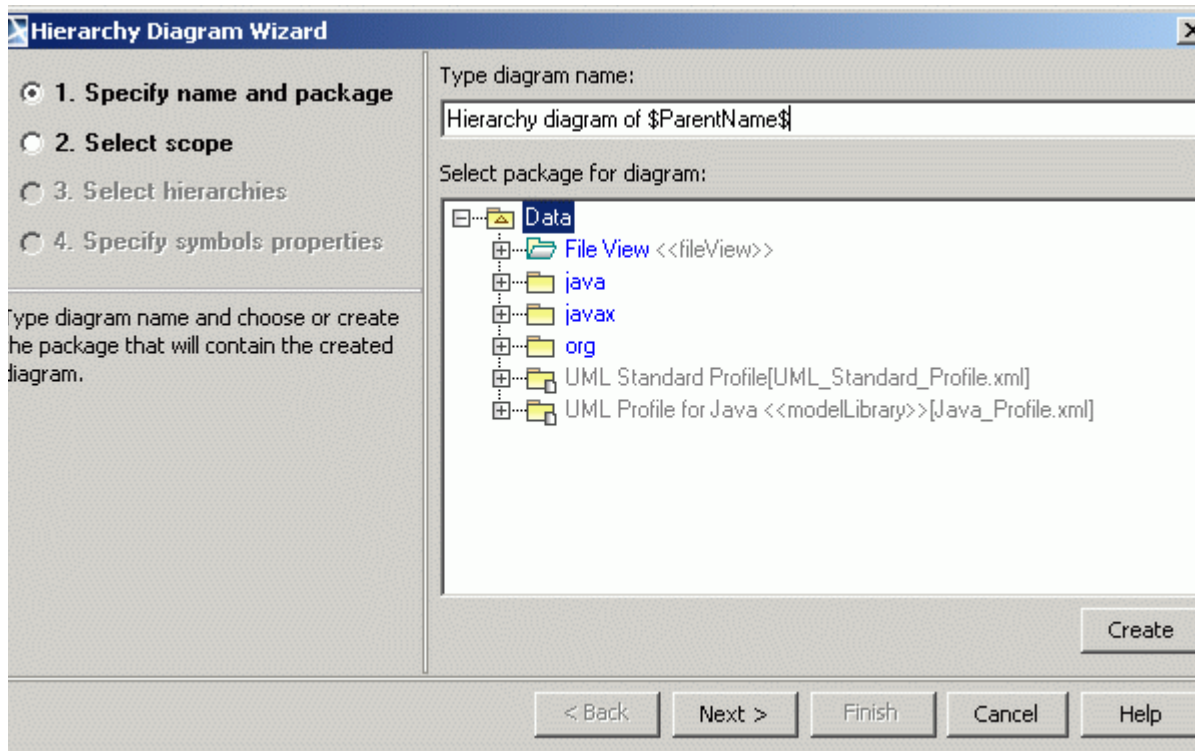 Hierarchy Diagram Wizard
1. Specify name and package
2. Select scope
3. Select hierarchies
4. Specify symbols properties
Type diagram name and choose or create
the package that will contain the created
diagram.
Type diagram name:
Hierarchy diagram of $ParentName$
Select package for diagram:
Data
File View <<fileView>>
java
javax
org
UML Standard Profile[UML_Standard_Profile.xml]
UML Profile for Java <<modelLibrary>>[Java_Profile.xml]
Create
< Back
Next >
Finish
Cancel
Help